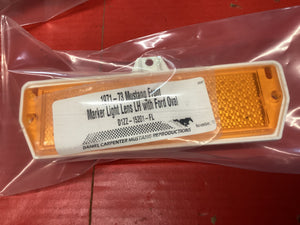 1971-73 Mustang Front
Marker Light Lens LH with Ford Oval
D1ZZ-15201-FL
DANIEL CARPENTER MUSTANG REPRODUCTIONS